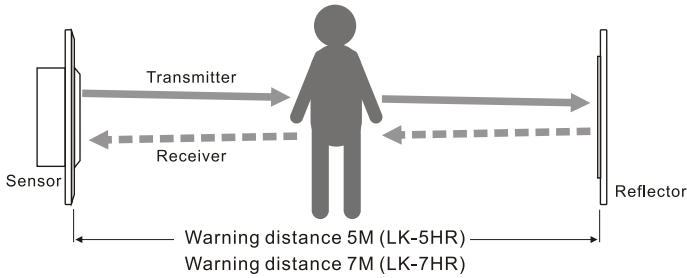 Transmitter
Receiver
Sensor
Reflector
Warning distance 5M (LK-5HR)
Warning distance 7M (LK-7HR)